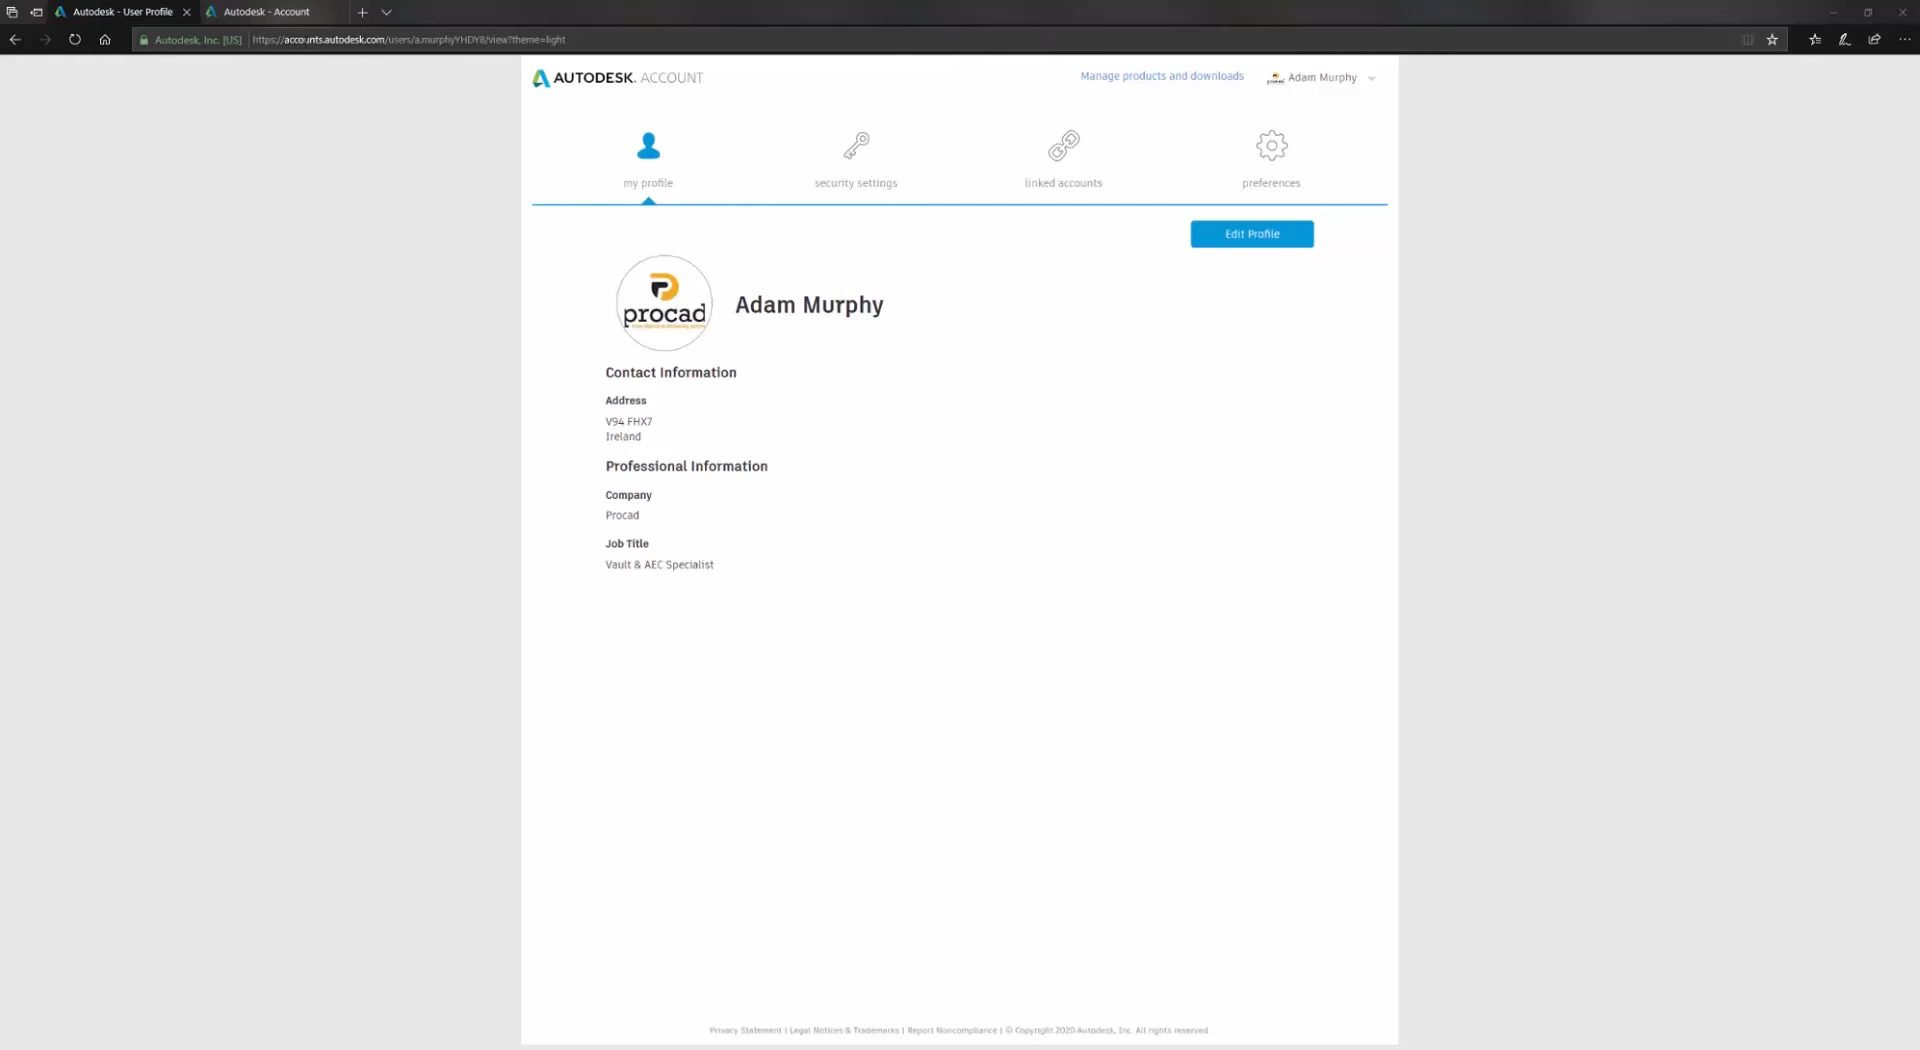 Autodesk - User Profile
Autodesk - Account
Autodesk, Inc. [US]
https://accounts.autodesk.com/users/a.murphyYHDY8/view?theme=light
AUTODESK. ACCOUNT
Manage products and downloads
Adam Murphy
my profile
security settings
linked accounts
preferences
Edit Profile
procad
Adam Murphy
Contact Information
Address
V94 FHX7
Ireland
Professional Information
Company
Procad
Job Title
Vault & AEC Specialist
Privacy Statement | Legal Notices & Trademarks | Report Noncompliance | © Copyright 2020 Autodesk, Inc. All rights reserved